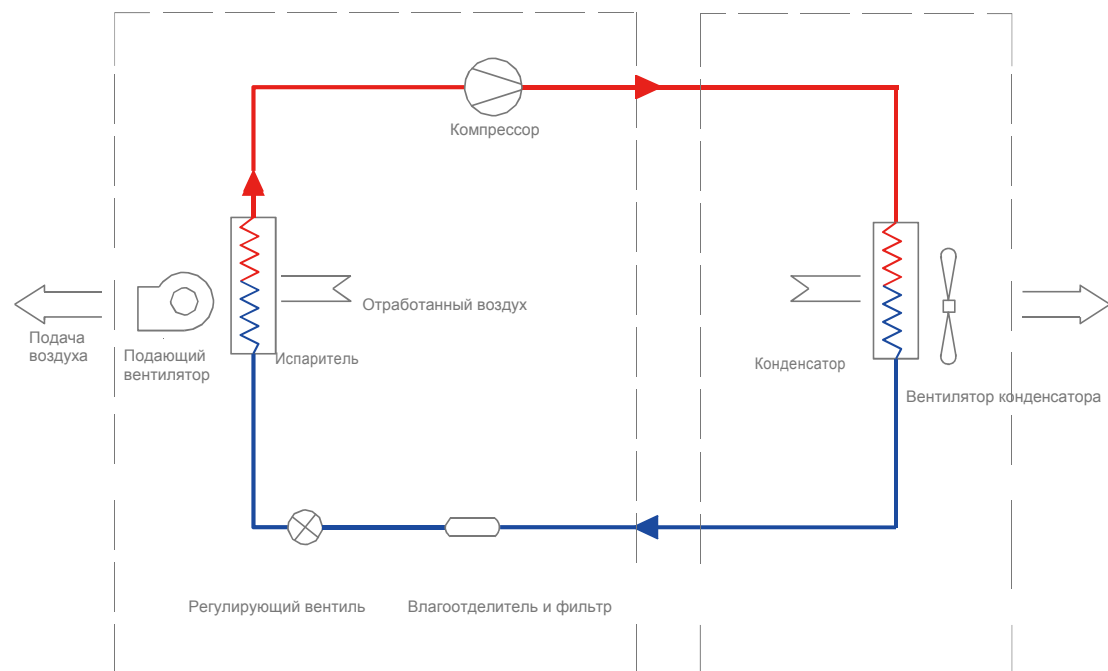 Компрессор
Отработанный воздух
Подача
воздуха
Подающий
вентилятор
Испаритель
Конденсатор
Вентилятор конденсатора
Регулирующий вентиль
Влагоотделитель и фильтр